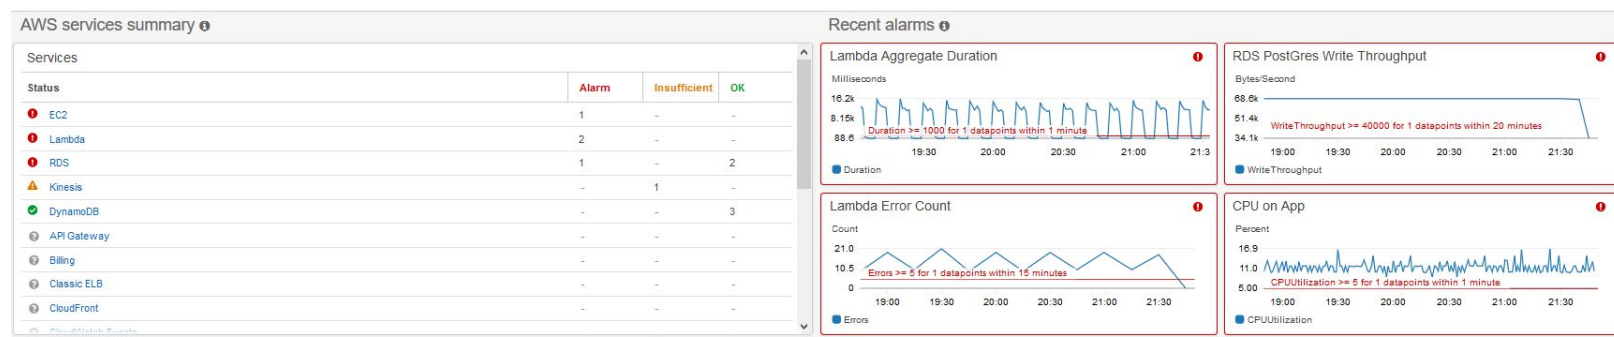 AWS services summary
Services
Status Alarm Insufficient OK
EC2 1 - -
Lambda 2 - -
RDS 1 - 2
Kinesis - 1 -
DynamoDB - - 3
API Gateway - - -
Billing - - -
Classic ELB - - -
CloudFront - - -
CloudWatch Events
Recent alarms
Lambda Aggregate Duration
Milliseconds
16.2k
8.15k
Duration >= 1000 for 1 datapoints within 1 minute
88.6
19:30 20:00 20:30 21:00 21:3
Duration
RDS PostGres Write Throughput
Bytes/Second
68.6k
51.4k
WriteThroughput >= 40000 for 1 datapoints within 20 minutes
34.1k
19:00 19:30 20:00 20:30 21:00 21:30
WriteThroughput
Lambda Error Count
Count
21.0
10.5
Errors >= 5 for 1 datapoints within 15 minutes
0
19:00 19:30 20:00 20:30 21:00 21:30
Errors
CPU on App
Percent
16.9
11.0
CPUUtilization >= 5 for 1 datapoints within 1 minute
5.00
19:00 19:30 20:00 20:30 21:00 21:30
CPUUtilization